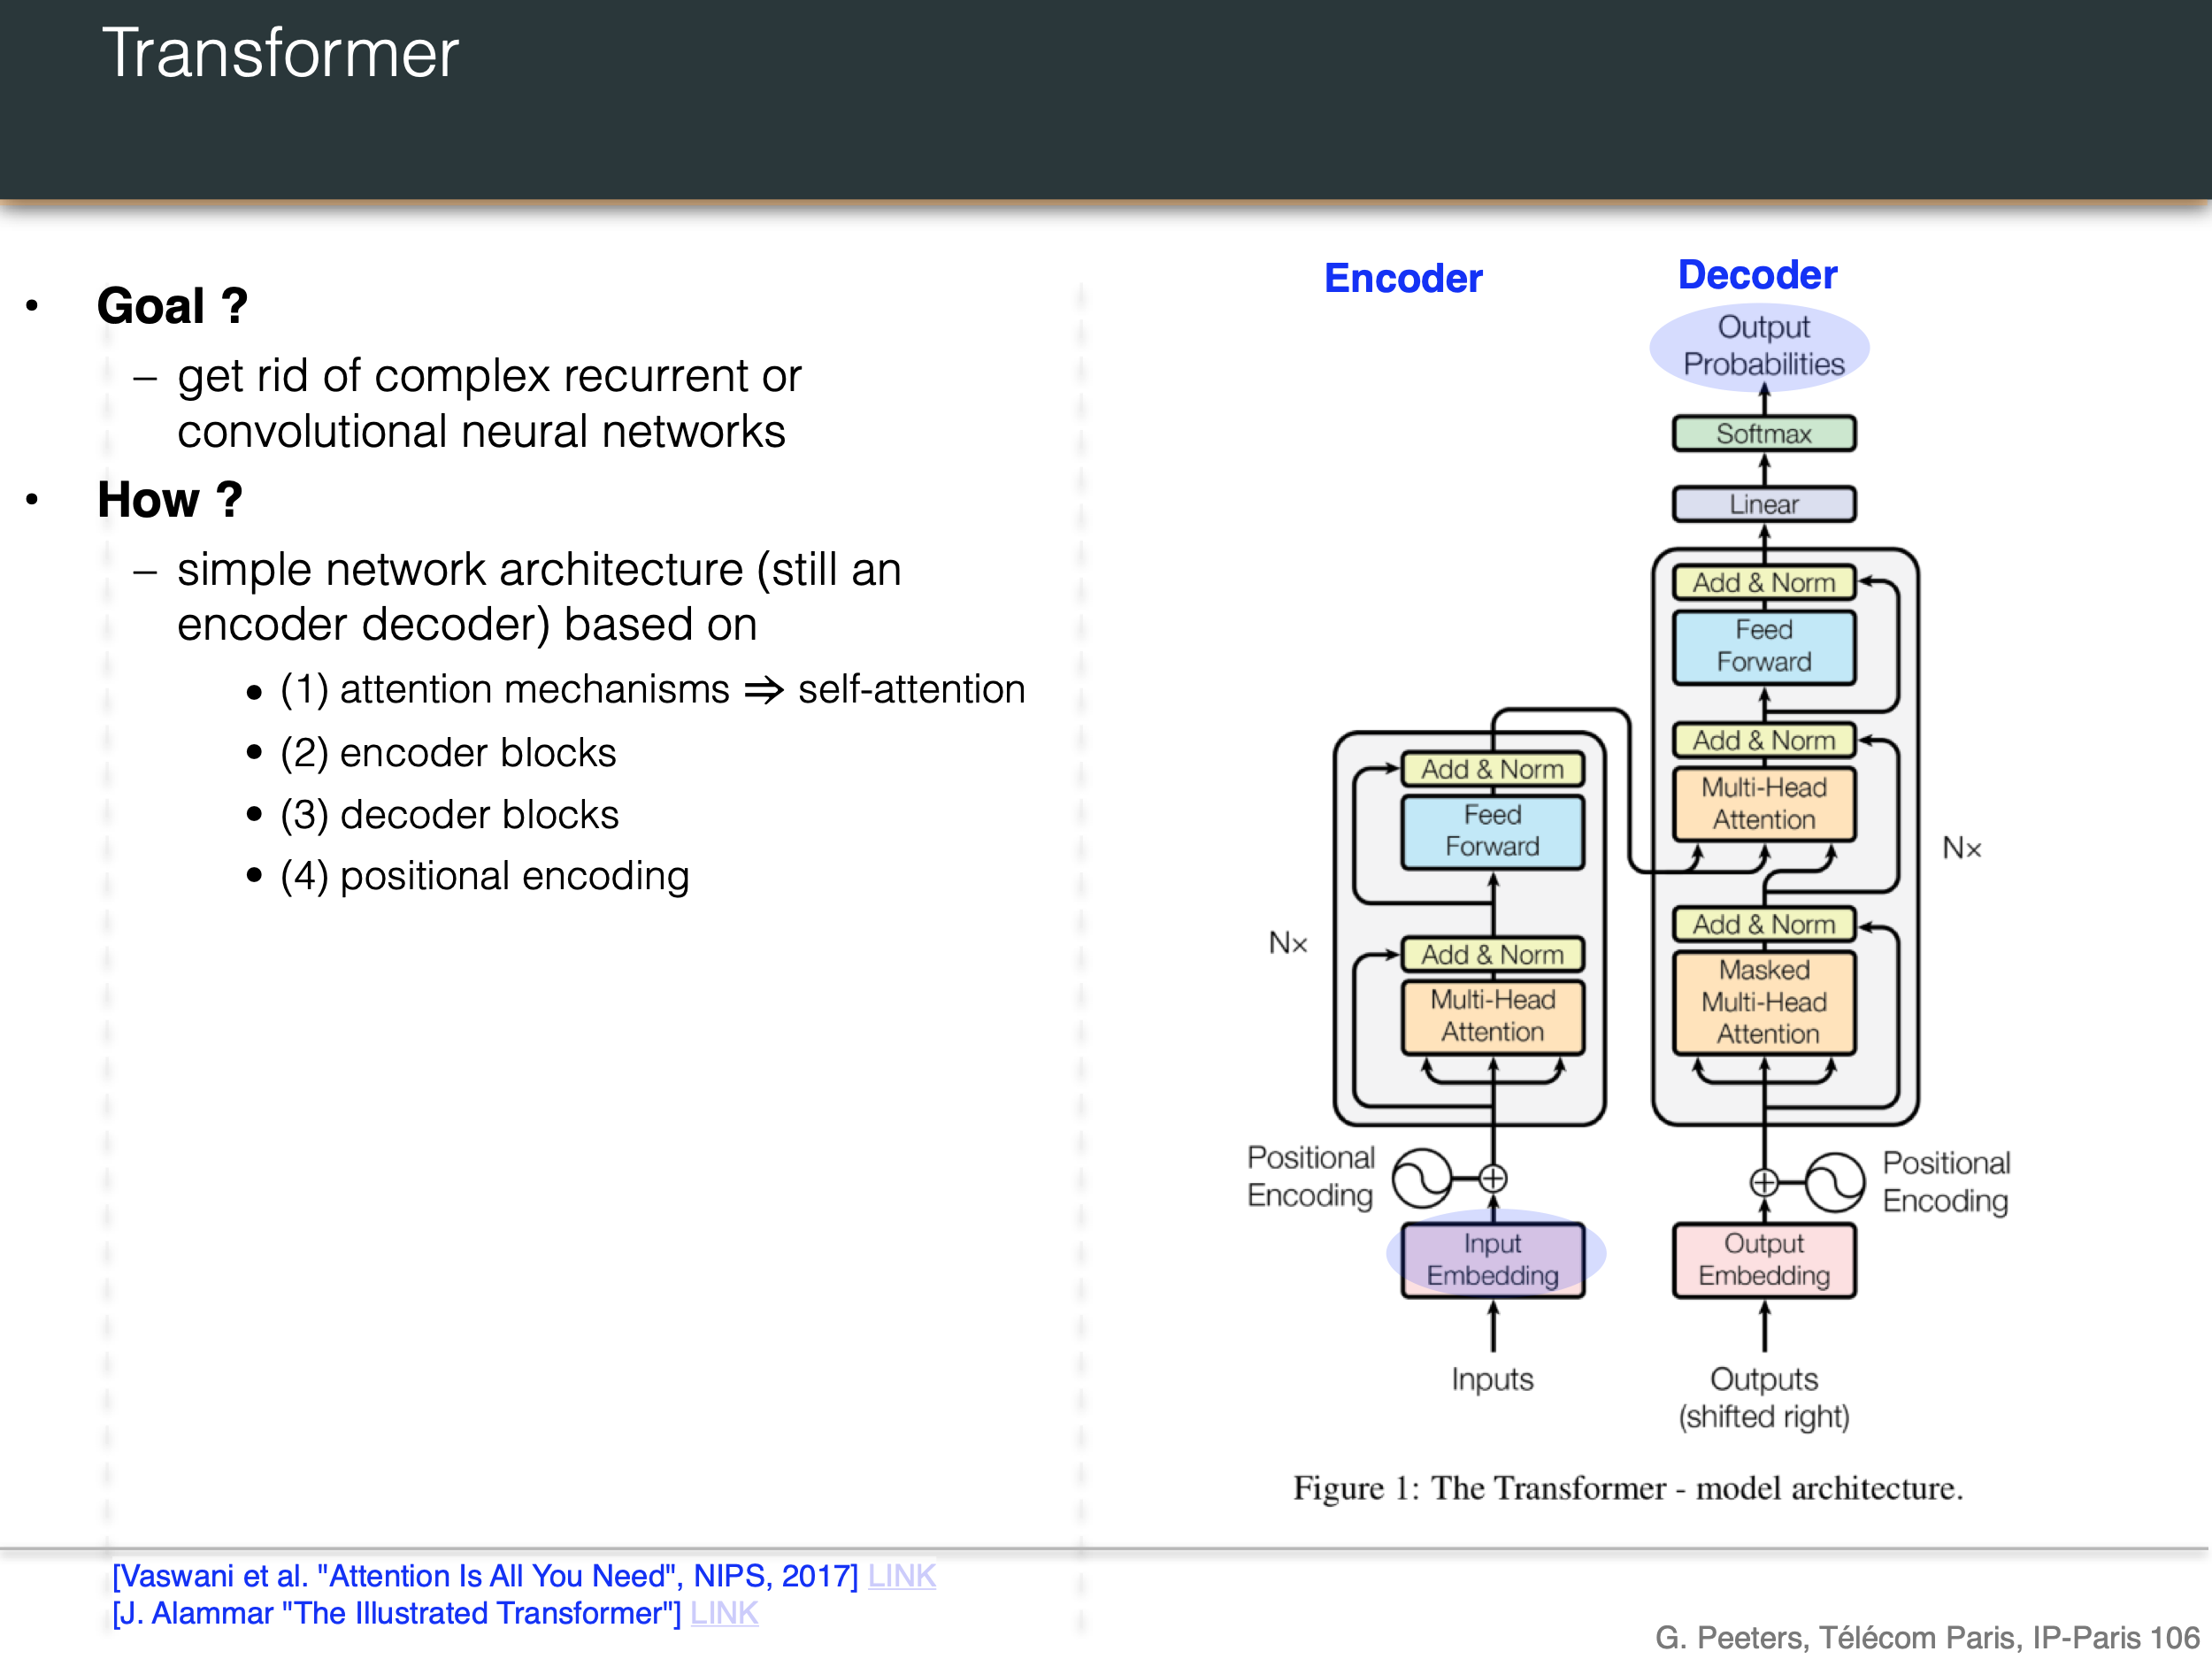 Transformer
• Goal ?
– get rid of complex recurrent or
convolutional neural networks
• How ?
– simple network architecture (still an
encoder decoder) based on
• (1) attention mechanisms ⇒ self-attention
• (2) encoder blocks
• (3) decoder blocks
• (4) positional encoding
Encoder
Decoder
Output
Probabilities
Softmax
Linear
Add & Norm
Feed
Forward
Add & Norm
Multi-Head
Attention
Nx
Add & Norm
Masked
Multi-Head
Attention
Add & Norm
Feed
Forward
Nx
Add & Norm
Multi-Head
Attention
Positional
Encoding
Positional
Encoding
Input
Embedding
Output
Embedding
Inputs
Outputs
(shifted right)
Figure 1: The Transformer - model architecture.
[Vaswani et al. "Attention Is All You Need", NIPS, 2017] LINK
[J. Alammar "The Illustrated Transformer"] LINK
G. Peeters, Télécom Paris, IP-Paris 106